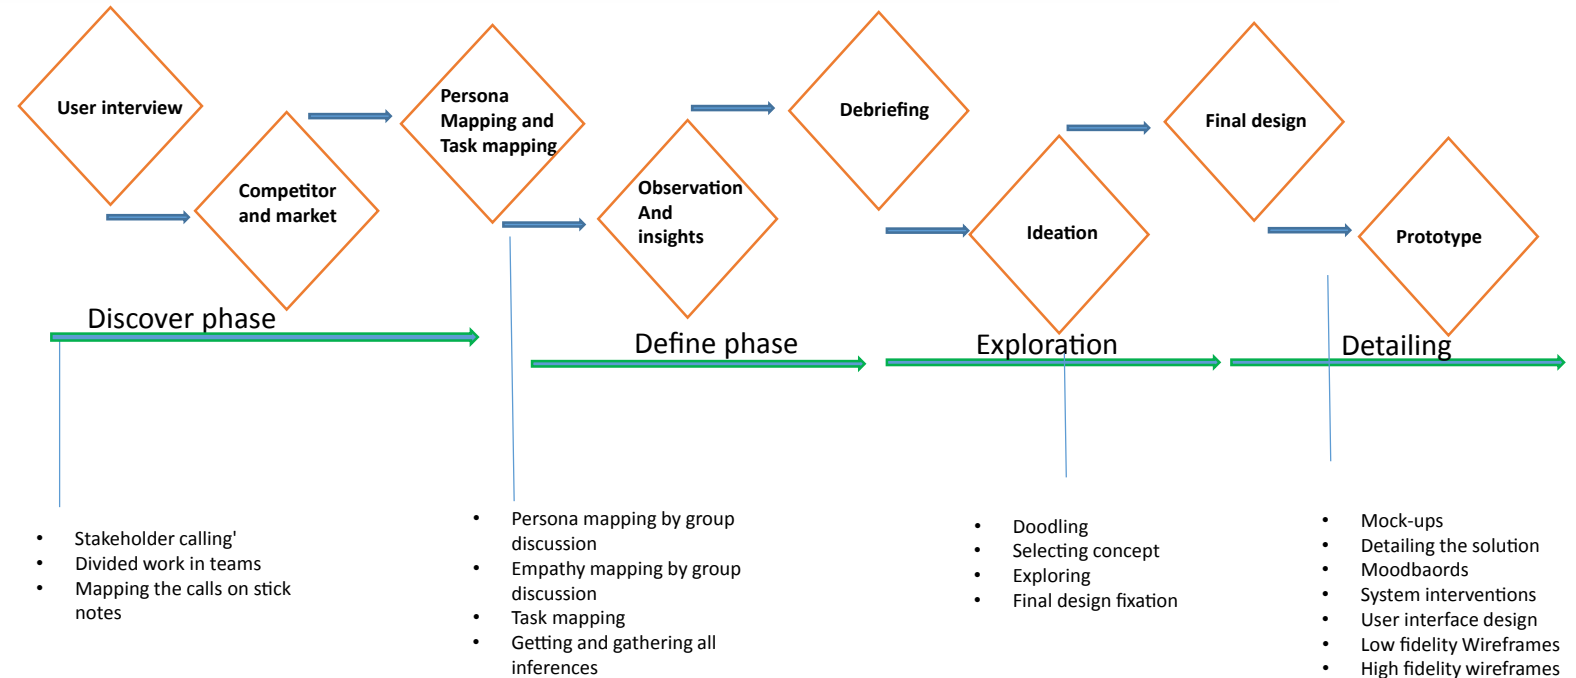 User interview
Competitor
and market
Persona
Mapping and
Task mapping
Observation
And
insights
Debriefing
Ideation
Final design
Prototype
Discover phase
Define phase
Exploration
Detailing
• Stakeholder calling'
• Divided work in teams
• Mapping the calls on stick
notes
• Persona mapping by group
discussion
• Empathy mapping by group
discussion
• Task mapping
• Getting and gathering all
inferences
• Doodling
• Selecting concept
• Exploring
• Final design fixation
• Mock-ups
• Detailing the solution
• Moodbaords
• System interventions
• User interface design
• Low fidelity Wireframes
• High fidelity wireframes